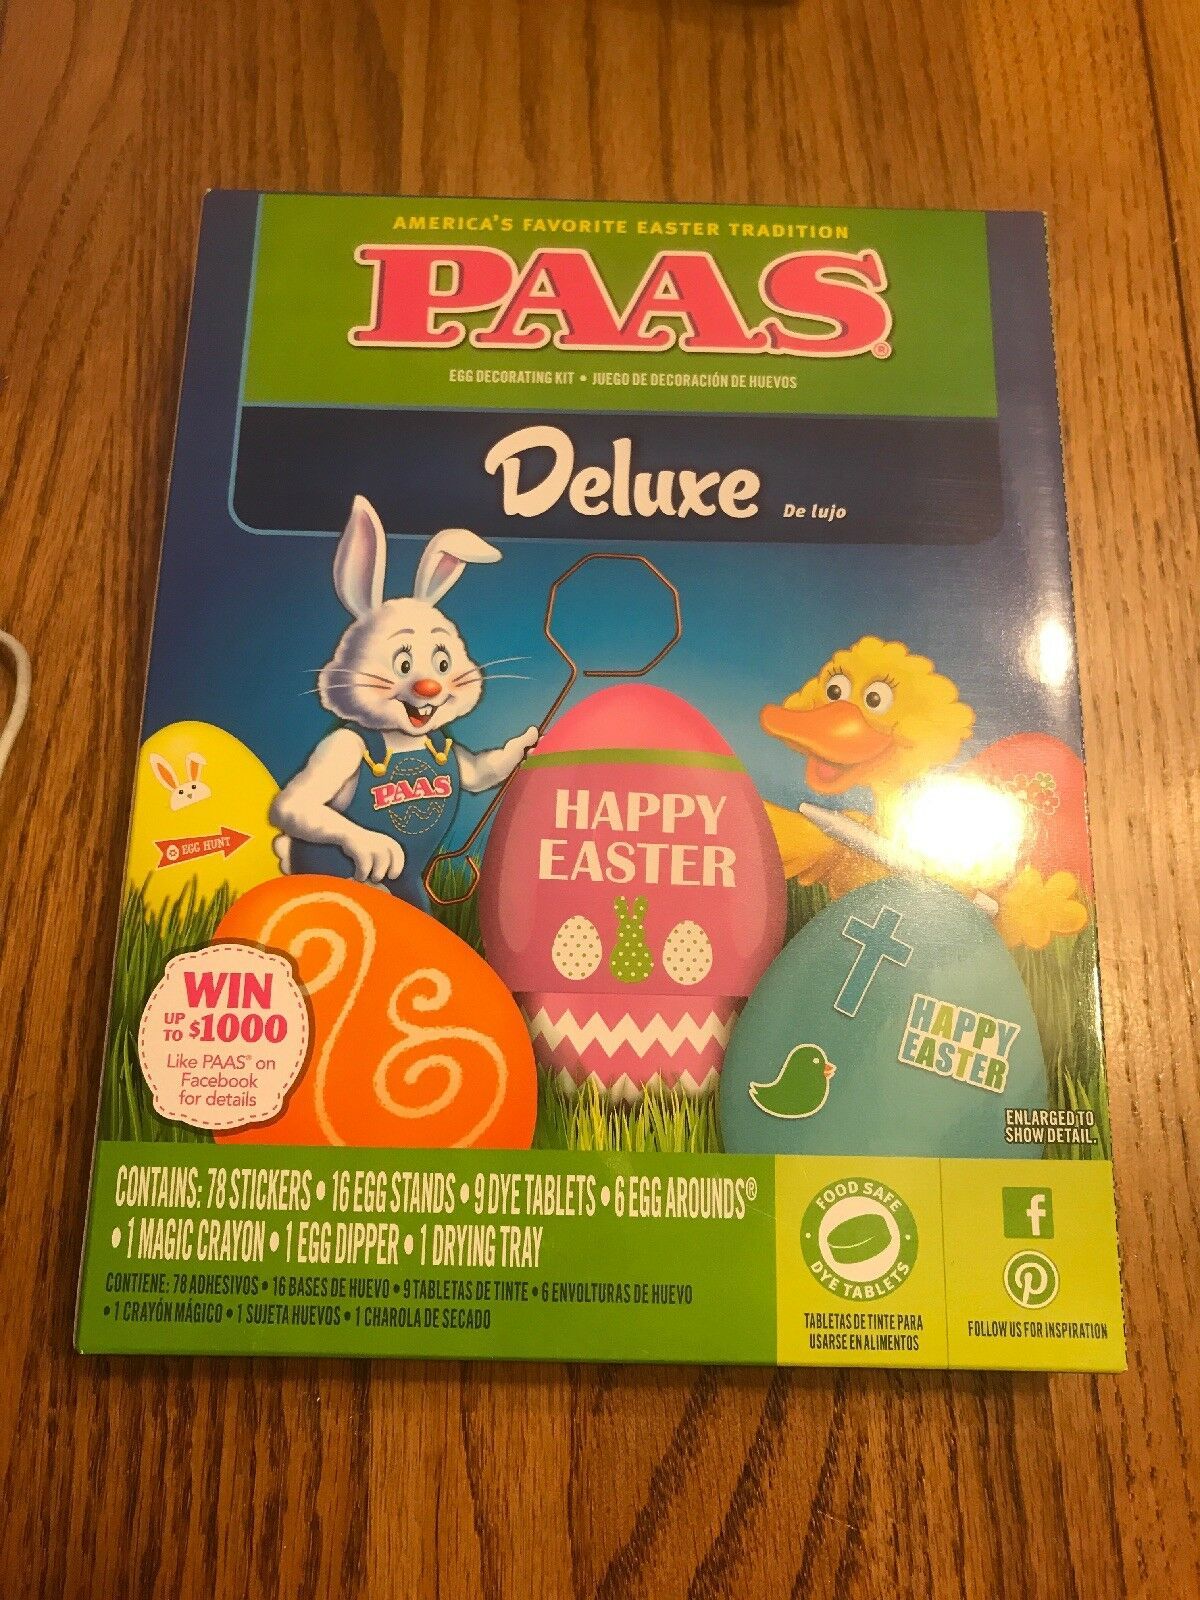 AMERICA'S FAVORITE EASTER TRADITION
PAAS®
EGG DECORATING KIT • JUEGO DE DECORACIÓN DE HUEVOS
Deluxe De lujo
PAAS
EGG HUNT
HAPPY
EASTER
HAPPY
EASTER
WIN
UP TO $1000
Like PAAS® on
Facebook
for details
ENLARGED TO
SHOW DETAIL.
CONTAINS: 78 STICKERS • 16 EGG STANDS • 9 DYE TABLETS • 6 EGG AROUNDS®
• 1 MAGIC CRAYON • 1 EGG DIPPER • 1 DRYING TRAY
CONTIENE: 78 ADHESIVOS • 16 BASES DE HUEVO • 9 TABLETAS DE TINTE • 6 ENVOLTURAS DE HUEVO
• 1 CRAYÓN MÁGICO • 1 SUJETA HUEVOS • 1 CHAROLA DE SECADO
FOOD SAFE
DYE TABLETS
TABLETAS DE TINTE PARA
USARSE EN ALIMENTOS
f
FOLLOW US FOR INSPIRATION